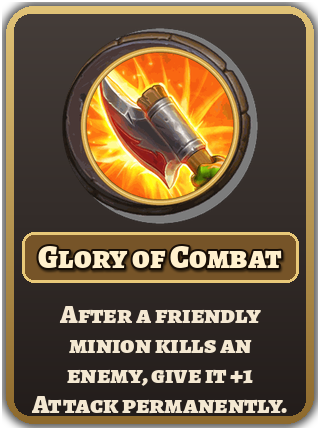 Glory of Combat
After a friendly
minion kills an
enemy, give it +1
Attack permanently.